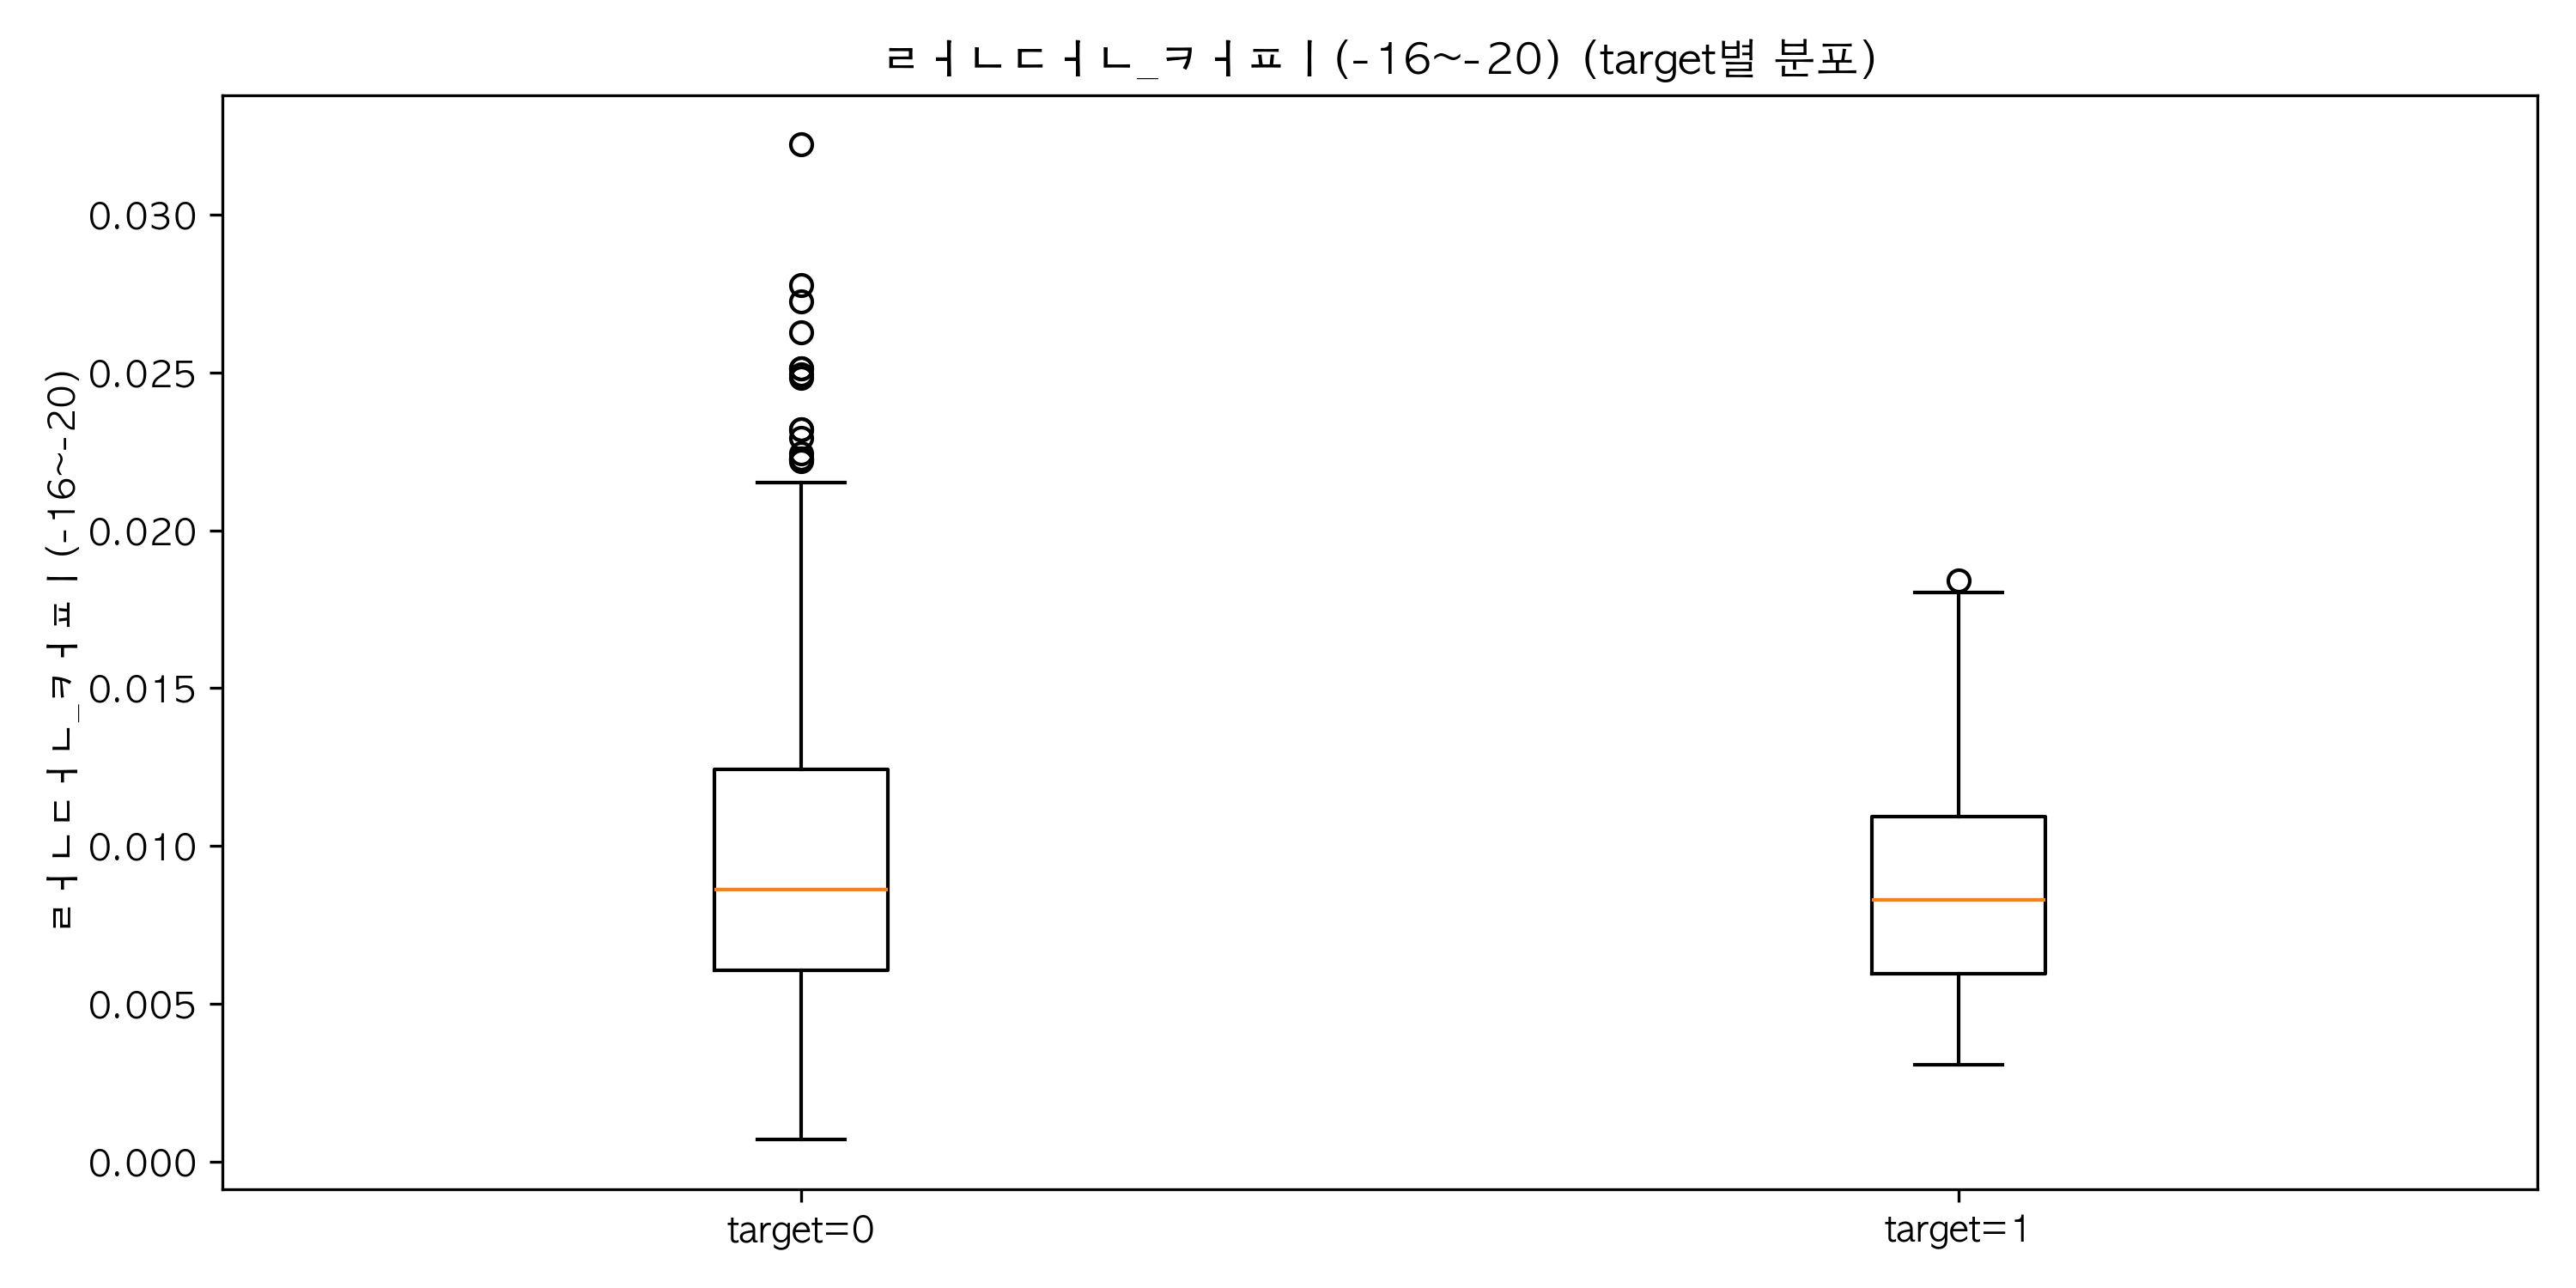 ㄹㅓㄴㄷㅓㄴ_ㅋㅓㅍㅣ(-16~-20) (target별 분포)
ㄹㅓㄴㄷㅓㄴ_ㅋㅓㅍㅣ(-16~-20)
0.030
0.025
0.020
0.015
0.010
0.005
0.000
target=0
target=1